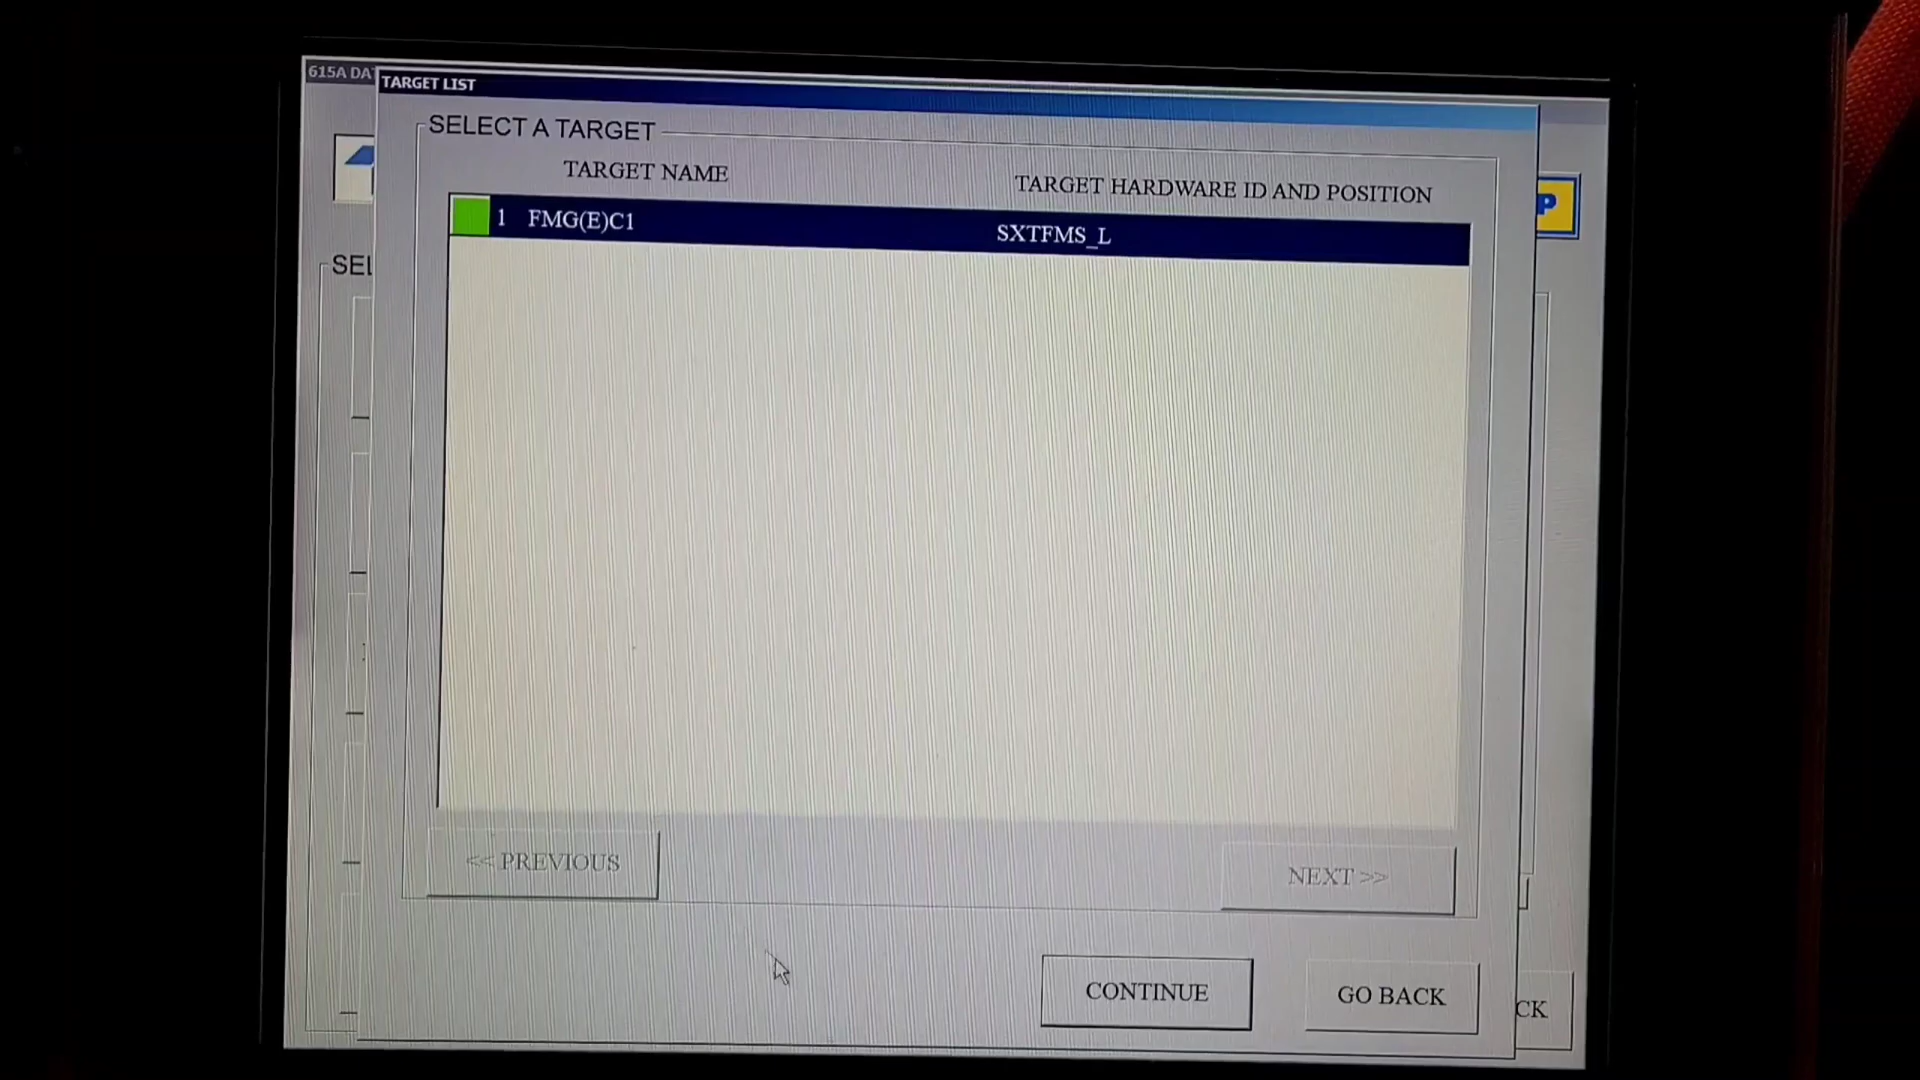 615A DA
TARGET LIST
SELECT A TARGET
TARGET NAME
TARGET HARDWARE ID AND POSITION
P
1 FMG(E)C1
SXTFMS_L
SEL
<< PREVIOUS
NEXT >>
CONTINUE
GO BACK
CK